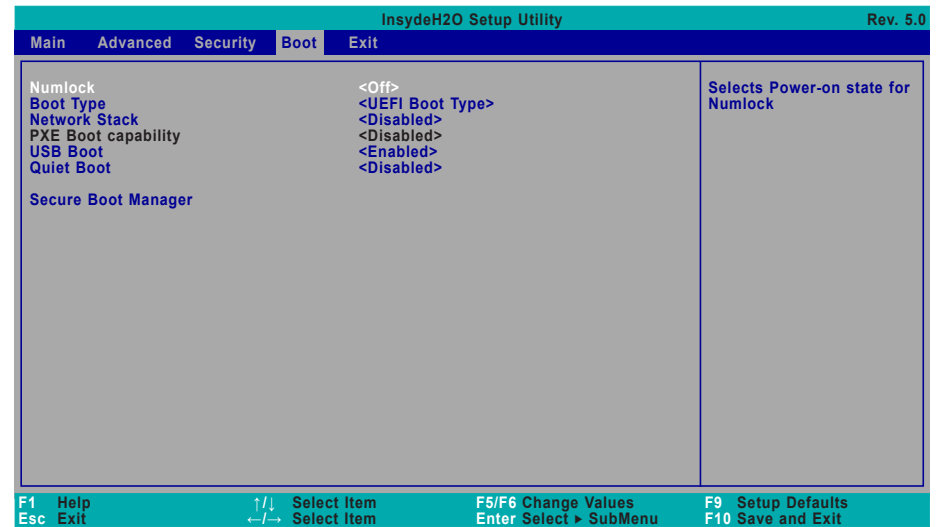 InsydeH2O Setup Utility Rev. 5.0
Main Advanced Security Boot Exit
Numlock <Off> Selects Power-on state for
Boot Type <UEFI Boot Type> Numlock
Network Stack <Disabled>
PXE Boot capability <Disabled>
USB Boot <Enabled>
Quiet Boot <Disabled>
Secure Boot Manager
F1 Help ↑/↓ Select Item F5/F6 Change Values F9 Setup Defaults
Esc Exit ←/→ Select Item Enter Select ▶ SubMenu F10 Save and Exit